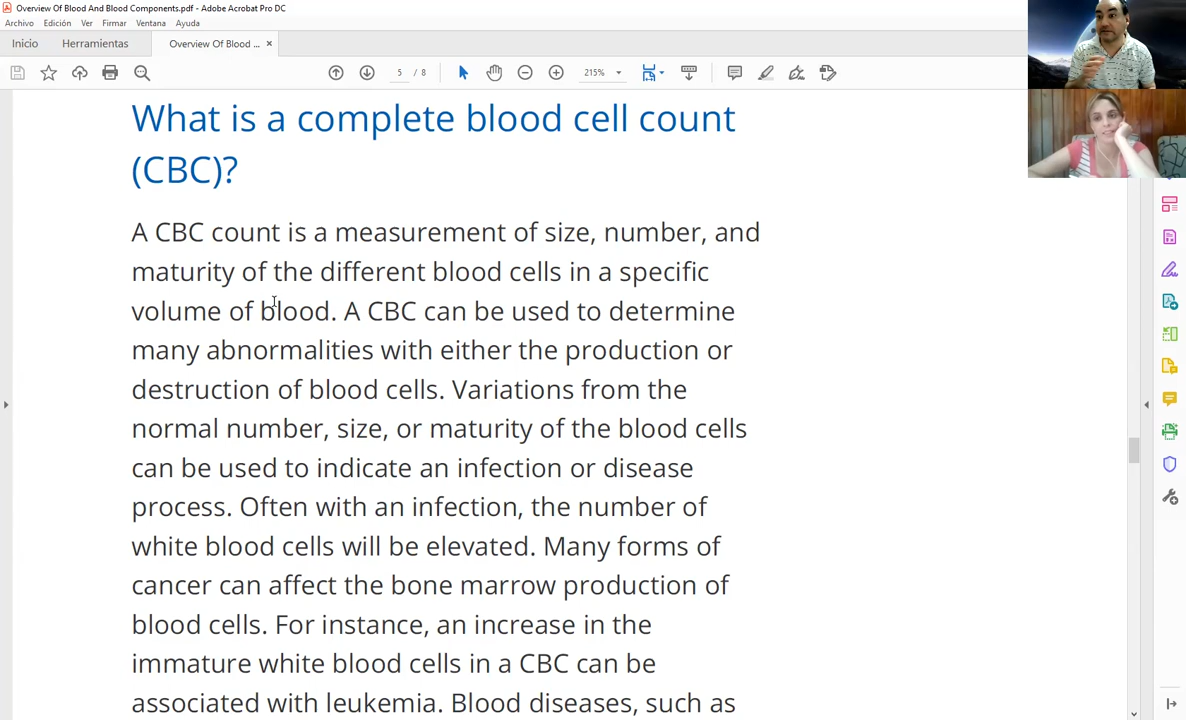 Overview Of Blood And Blood Components.pdf - Adobe Acrobat Pro DC
Archivo Edición Ver Firmar Ventana Ayuda
Inicio Herramientas Overview Of Blood ... ×
5 / 8 215%
What is a complete blood cell count
(CBC)?
A CBC count is a measurement of size, number, and
maturity of the different blood cells in a specific
volume of blood. A CBC can be used to determine
many abnormalities with either the production or
destruction of blood cells. Variations from the
normal number, size, or maturity of the blood cells
can be used to indicate an infection or disease
process. Often with an infection, the number of
white blood cells will be elevated. Many forms of
cancer can affect the bone marrow production of
blood cells. For instance, an increase in the
immature white blood cells in a CBC can be
associated with leukemia. Blood diseases, such as